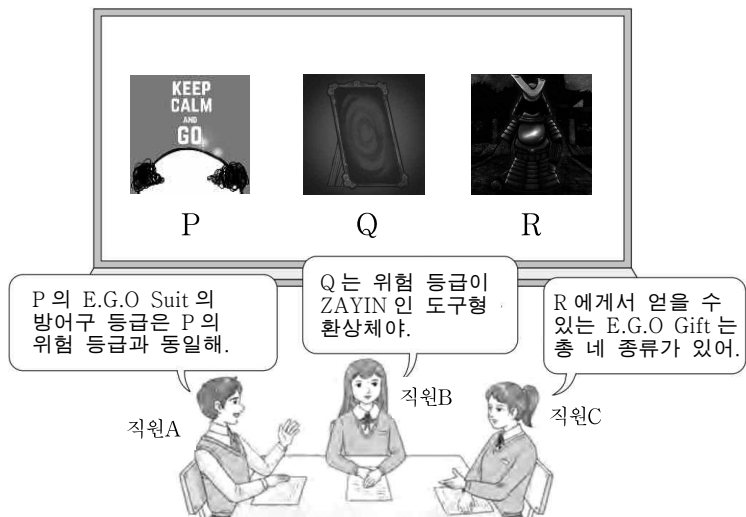 KEEP
CALM
AND
GO
P
Q
R
P 의 E.G.O Suit 의
방어구 등급은 P 의
위험 등급과 동일해.
Q 는 위험 등급이
ZAYIN 인 도구형
환상체야.
R 에게서 얻을 수
있는 E.G.O Gift 는
총 네 종류가 있어.
직원A
직원B
직원C